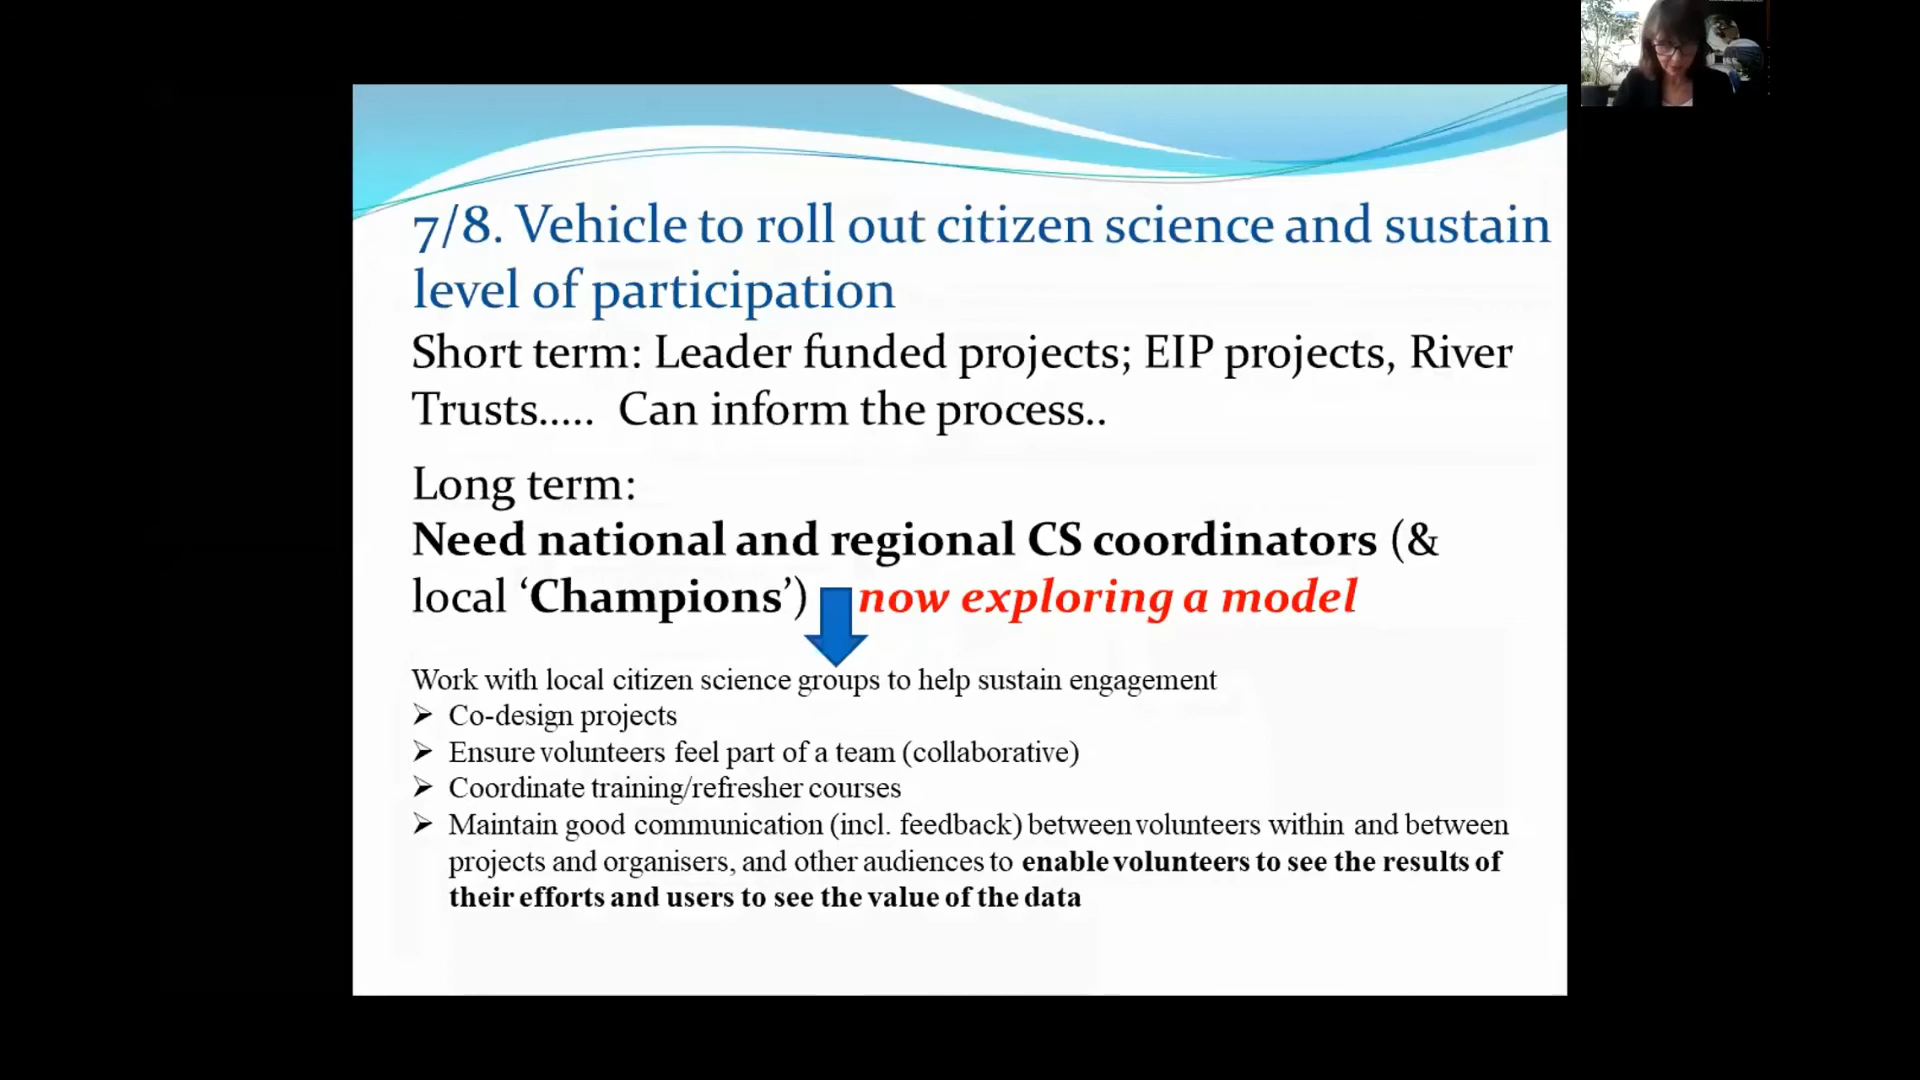 7/8. Vehicle to roll out citizen science and sustain
level of participation
Short term: Leader funded projects; EIP projects, River
Trusts..... Can inform the process..
Long term:
Need national and regional CS coordinators (&
local ‘Champions’) now exploring a model
Work with local citizen science groups to help sustain engagement
➢ Co-design projects
➢ Ensure volunteers feel part of a team (collaborative)
➢ Coordinate training/refresher courses
➢ Maintain good communication (incl. feedback) between volunteers within and between
projects and organisers, and other audiences to enable volunteers to see the results of
their efforts and users to see the value of the data